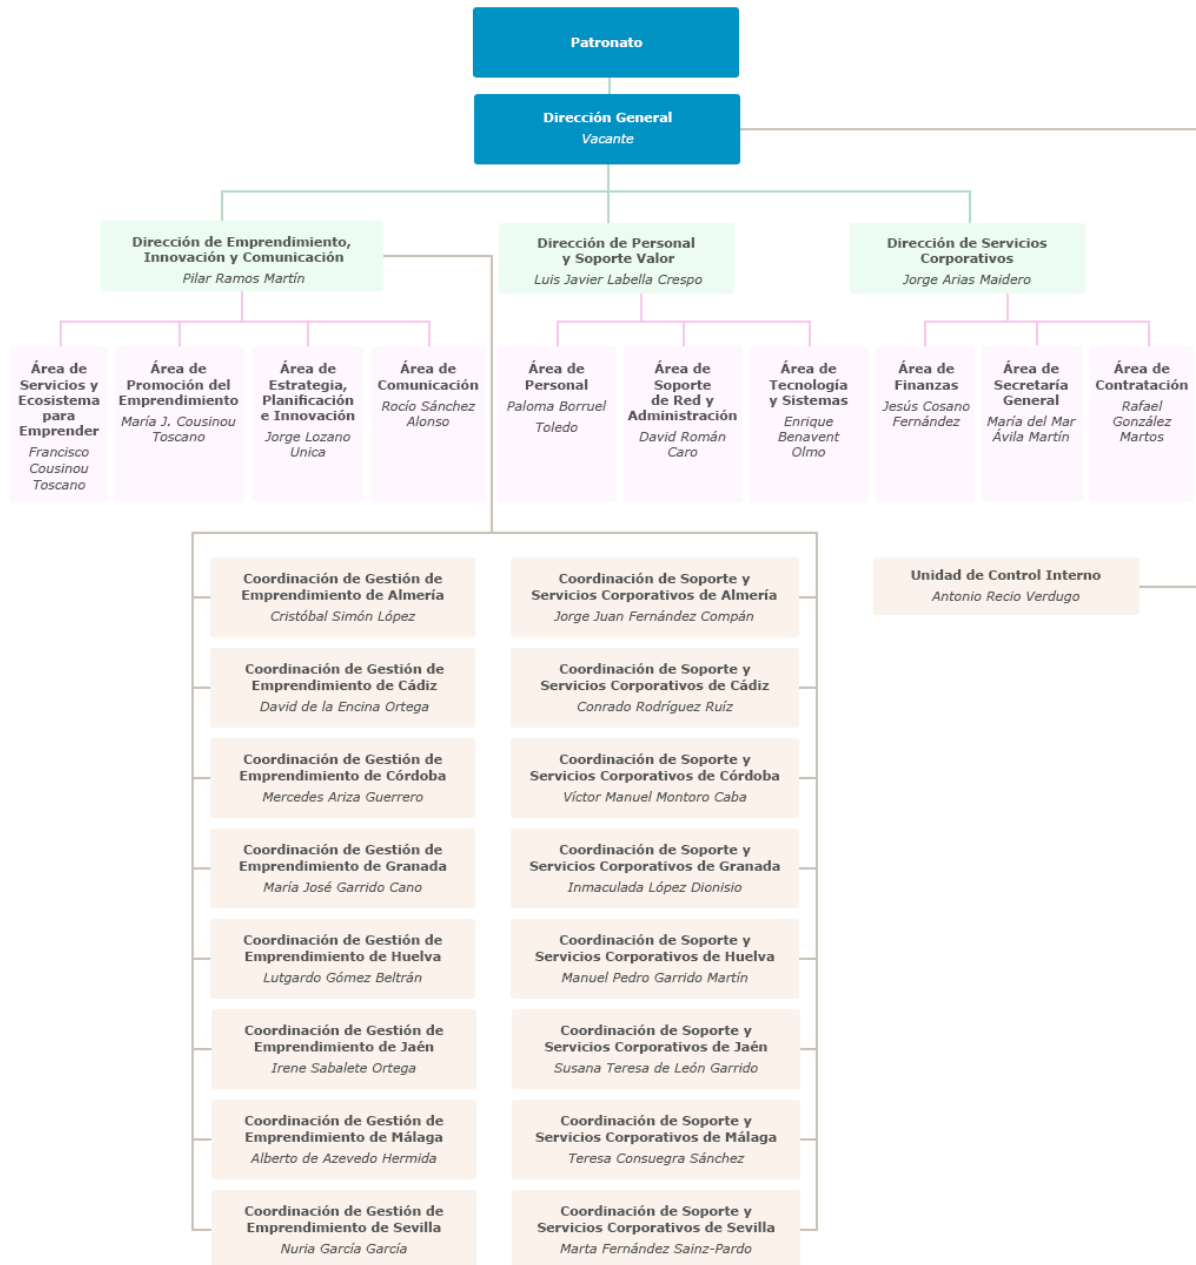 Patronato
Dirección General
Vacante
Dirección de Emprendimiento,
Innovación y Comunicación
Pilar Ramos Martín
Dirección de Personal
y Soporte Valor
Luis Javier Labella Crespo
Dirección de Servicios
Corporativos
Jorge Arias Maidero
Área de
Servicios y
Ecosistema
para
Emprender
Francisco
Cousinou
Toscano
Área de
Promoción del
Emprendimiento
María J. Cousinou
Toscano
Área de
Estrategia,
Planificación
e Innovación
Jorge Lozano
Unica
Área de
Comunicación
Rocío Sánchez
Alonso
Área de
Personal
Paloma Borruel
Toledo
Área de
Soporte
de Red y
Administración
David Román
Caro
Área de
Tecnología
y Sistemas
Enrique
Benavent
Olmo
Área de
Finanzas
Jesús Cosano
Fernández
Área de
Secretaría
General
María del Mar
Ávila Martín
Área de
Contratación
Rafael
González
Martos
Coordinación de Gestión de
Emprendimiento de Almería
Cristóbal Simón López
Coordinación de Soporte y
Servicios Corporativos de Almería
Jorge Juan Fernández Compán
Unidad de Control Interno
Antonio Recio Verdugo
Coordinación de Gestión de
Emprendimiento de Cádiz
David de la Encina Ortega
Coordinación de Soporte y
Servicios Corporativos de Cádiz
Conrado Rodríguez Ruíz
Coordinación de Gestión de
Emprendimiento de Córdoba
Mercedes Ariza Guerrero
Coordinación de Soporte y
Servicios Corporativos de Córdoba
Víctor Manuel Montoro Caba
Coordinación de Gestión de
Emprendimiento de Granada
María José Garrido Cano
Coordinación de Soporte y
Servicios Corporativos de Granada
Inmaculada López Dionisio
Coordinación de Gestión de
Emprendimiento de Huelva
Lutgardo Gómez Beltrán
Coordinación de Soporte y
Servicios Corporativos de Huelva
Manuel Pedro Garrido Martín
Coordinación de Gestión de
Emprendimiento de Jaén
Irene Sabalete Ortega
Coordinación de Soporte y
Servicios Corporativos de Jaén
Susana Teresa de León Garrido
Coordinación de Gestión de
Emprendimiento de Málaga
Alberto de Azevedo Hermida
Coordinación de Soporte y
Servicios Corporativos de Málaga
Teresa Consuegra Sánchez
Coordinación de Gestión de
Emprendimiento de Sevilla
Nuria García García
Coordinación de Soporte y
Servicios Corporativos de Sevilla
Marta Fernández Sainz-Pardo